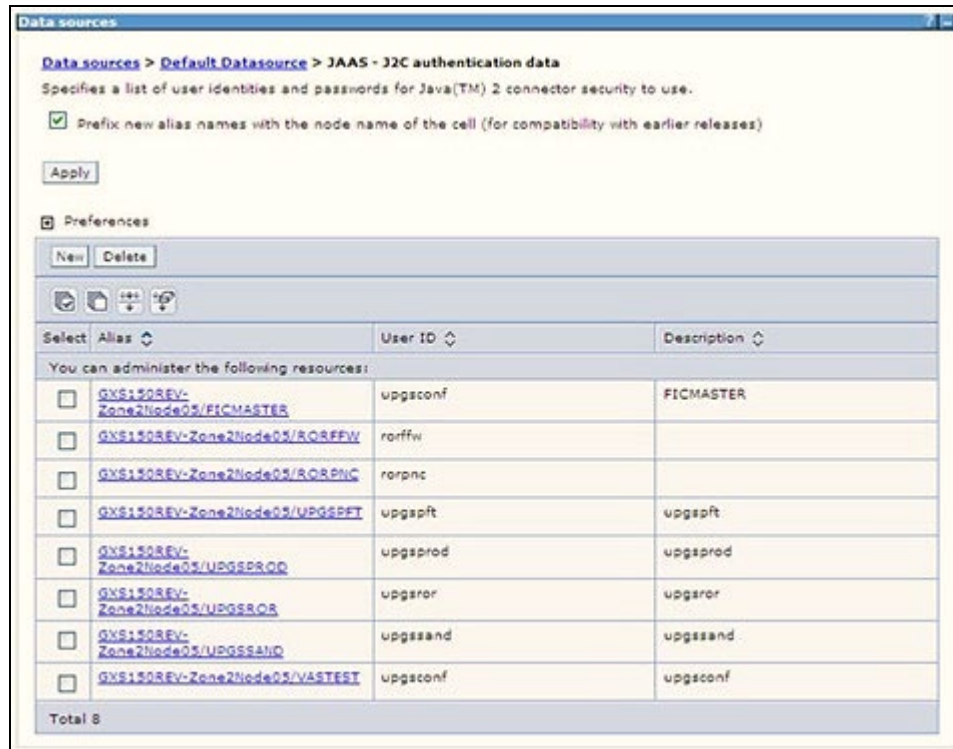 Data sources ? –
Data sources > Default Datasource > JAAS - J2C authentication data
Specifies a list of user identities and passwords for Java(TM) 2 connector security to use.
Prefix new alias names with the node name of the cell (for compatibility with earlier releases)
Apply
Preferences
New Delete
Select Alias User ID Description
You can administer the following resources:
GXS150REV- upgsconf FICMASTER
Zone2Node05/FICMASTER
GXS150REV-Zone2Node05/RORFFW rorffw
GXS150REV-Zone2Node05/RORPNC rorpnc
GXS150REV-Zone2Node05/UPGSPFT upgspft upgspft
GXS150REV- upgsprod upgsprod
Zone2Node05/UPGSPROD
GXS150REV- upgsror upgsror
Zone2Node05/UPGSROR
GXS150REV- upgssand upgssand
Zone2Node05/UPGSSAND
GXS150REV-Zone2Node05/VASTEST upgsconf upgsconf
Total 8